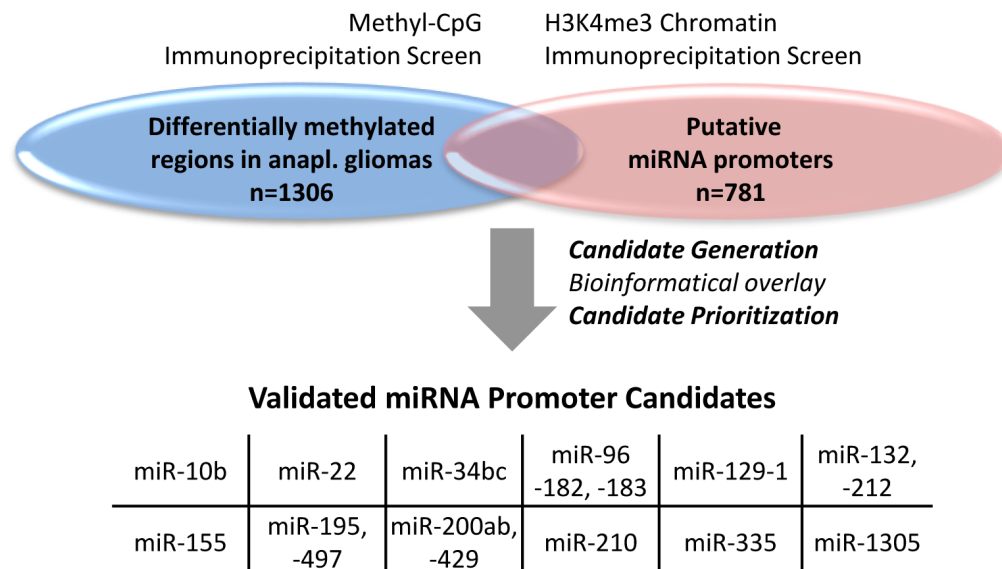 Methyl-CpG
Immunoprecipitation Screen
H3K4me3 Chromatin
Immunoprecipitation Screen
Differentially methylated
regions in anapl. gliomas
n=1306
Putative
miRNA promoters
n=781
Candidate Generation
Bioinformatical overlay
Candidate Prioritization
Validated miRNA Promoter Candidates
miR-10b
miR-22
miR-34bc
miR-96
-182, -183
miR-129-1
miR-132,
-212
miR-155
miR-195,
-497
miR-200ab,
-429
miR-210
miR-335
miR-1305